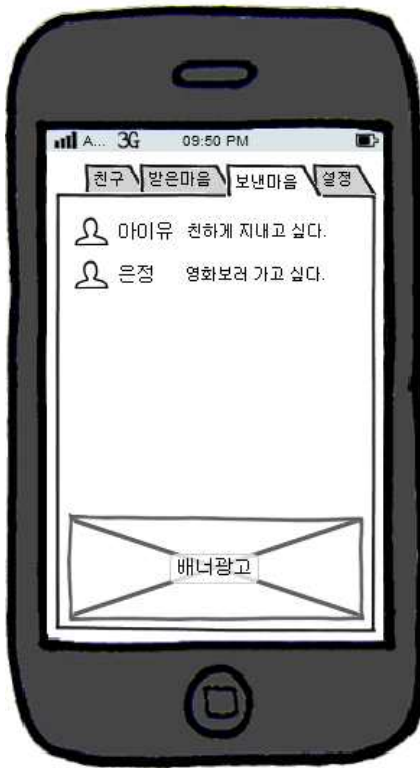 A... 3G 09:50 PM
친구 받은마음 보낸마음 설정
아이유 친하게 지내고 싶다.
은정 영화보러 가고 싶다.
배너광고